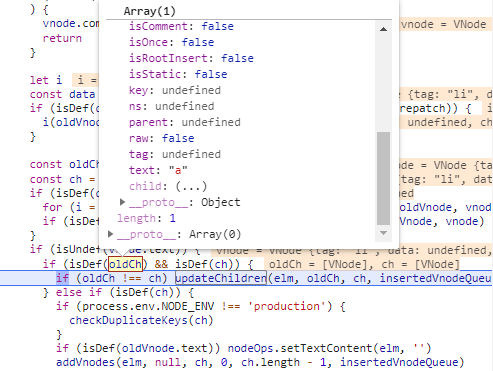 ) {
vnode.com
return
}
let i i =
const data
if (isDef(
i(oldVnod
}
const oldCh
const ch =
if (isDef(
for (i =
if (isDef
}
if (isUndef(vnode.text)) { vnode = VNode {tag: "li", data: undefined,
if (isDef(oldCh) && isDef(ch)) { oldCh = [VNode], ch = [VNode]
if (oldCh !== ch) updateChildren(elm, oldCh, ch, insertedVnodeQueu
} else if (isDef(ch)) {
if (process.env.NODE_ENV !== 'production') {
checkDuplicateKeys(ch)
}
if (isDef(oldVnode.text)) nodeOps.setTextContent(elm, '')
addVnodes(elm, null, ch, 0, ch.length - 1, insertedVnodeQueue)
Array(1)
isComment: false
isOnce: false
isRootInsert: false
isStatic: false
key: undefined
ns: undefined
parent: undefined
raw: false
tag: undefined
text: "a"
child: (...)
▶ __proto__: Object
length: 1
▶ __proto__: Array(0)
vnode = VNode
{tag: "li", dat
repatch)) {
undefined, ch
= VNode {ta
{tag: "li",
oldVnode, vnod
vnode)